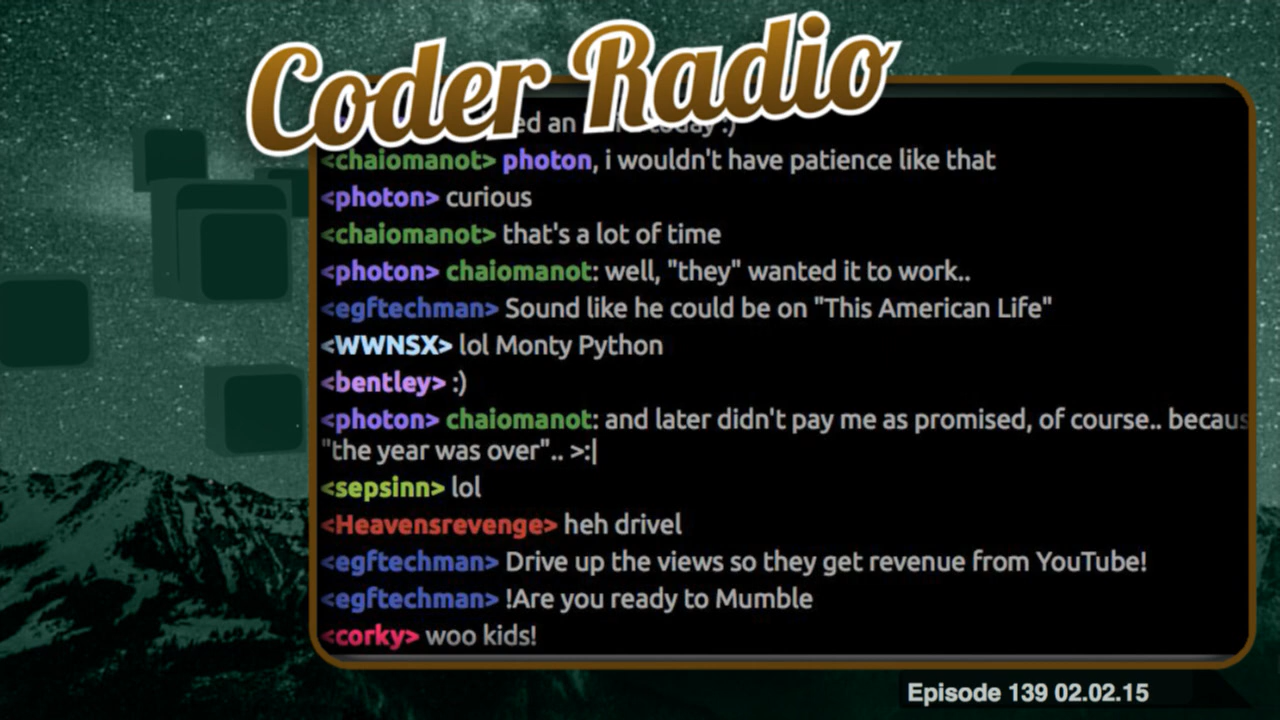 Coder Radio
ed an
today :)
<chaiomanot> photon, i wouldn't have patience like that
<photon> curious
<chaiomanot> that's a lot of time
<photon> chaiomanot: well, "they" wanted it to work..
<egftechman> Sound like he could be on "This American Life"
<WWNSX> lol Monty Python
<bentley> :)
<photon> chaiomanot: and later didn't pay me as promised, of course.. becaus
"the year was over".. >:|
<sepsinn> lol
<Heavensrevenge> heh drivel
<egftechman> Drive up the views so they get revenue from YouTube!
<egftechman> !Are you ready to Mumble
<corky> woo kids!
Episode 139 02.02.15